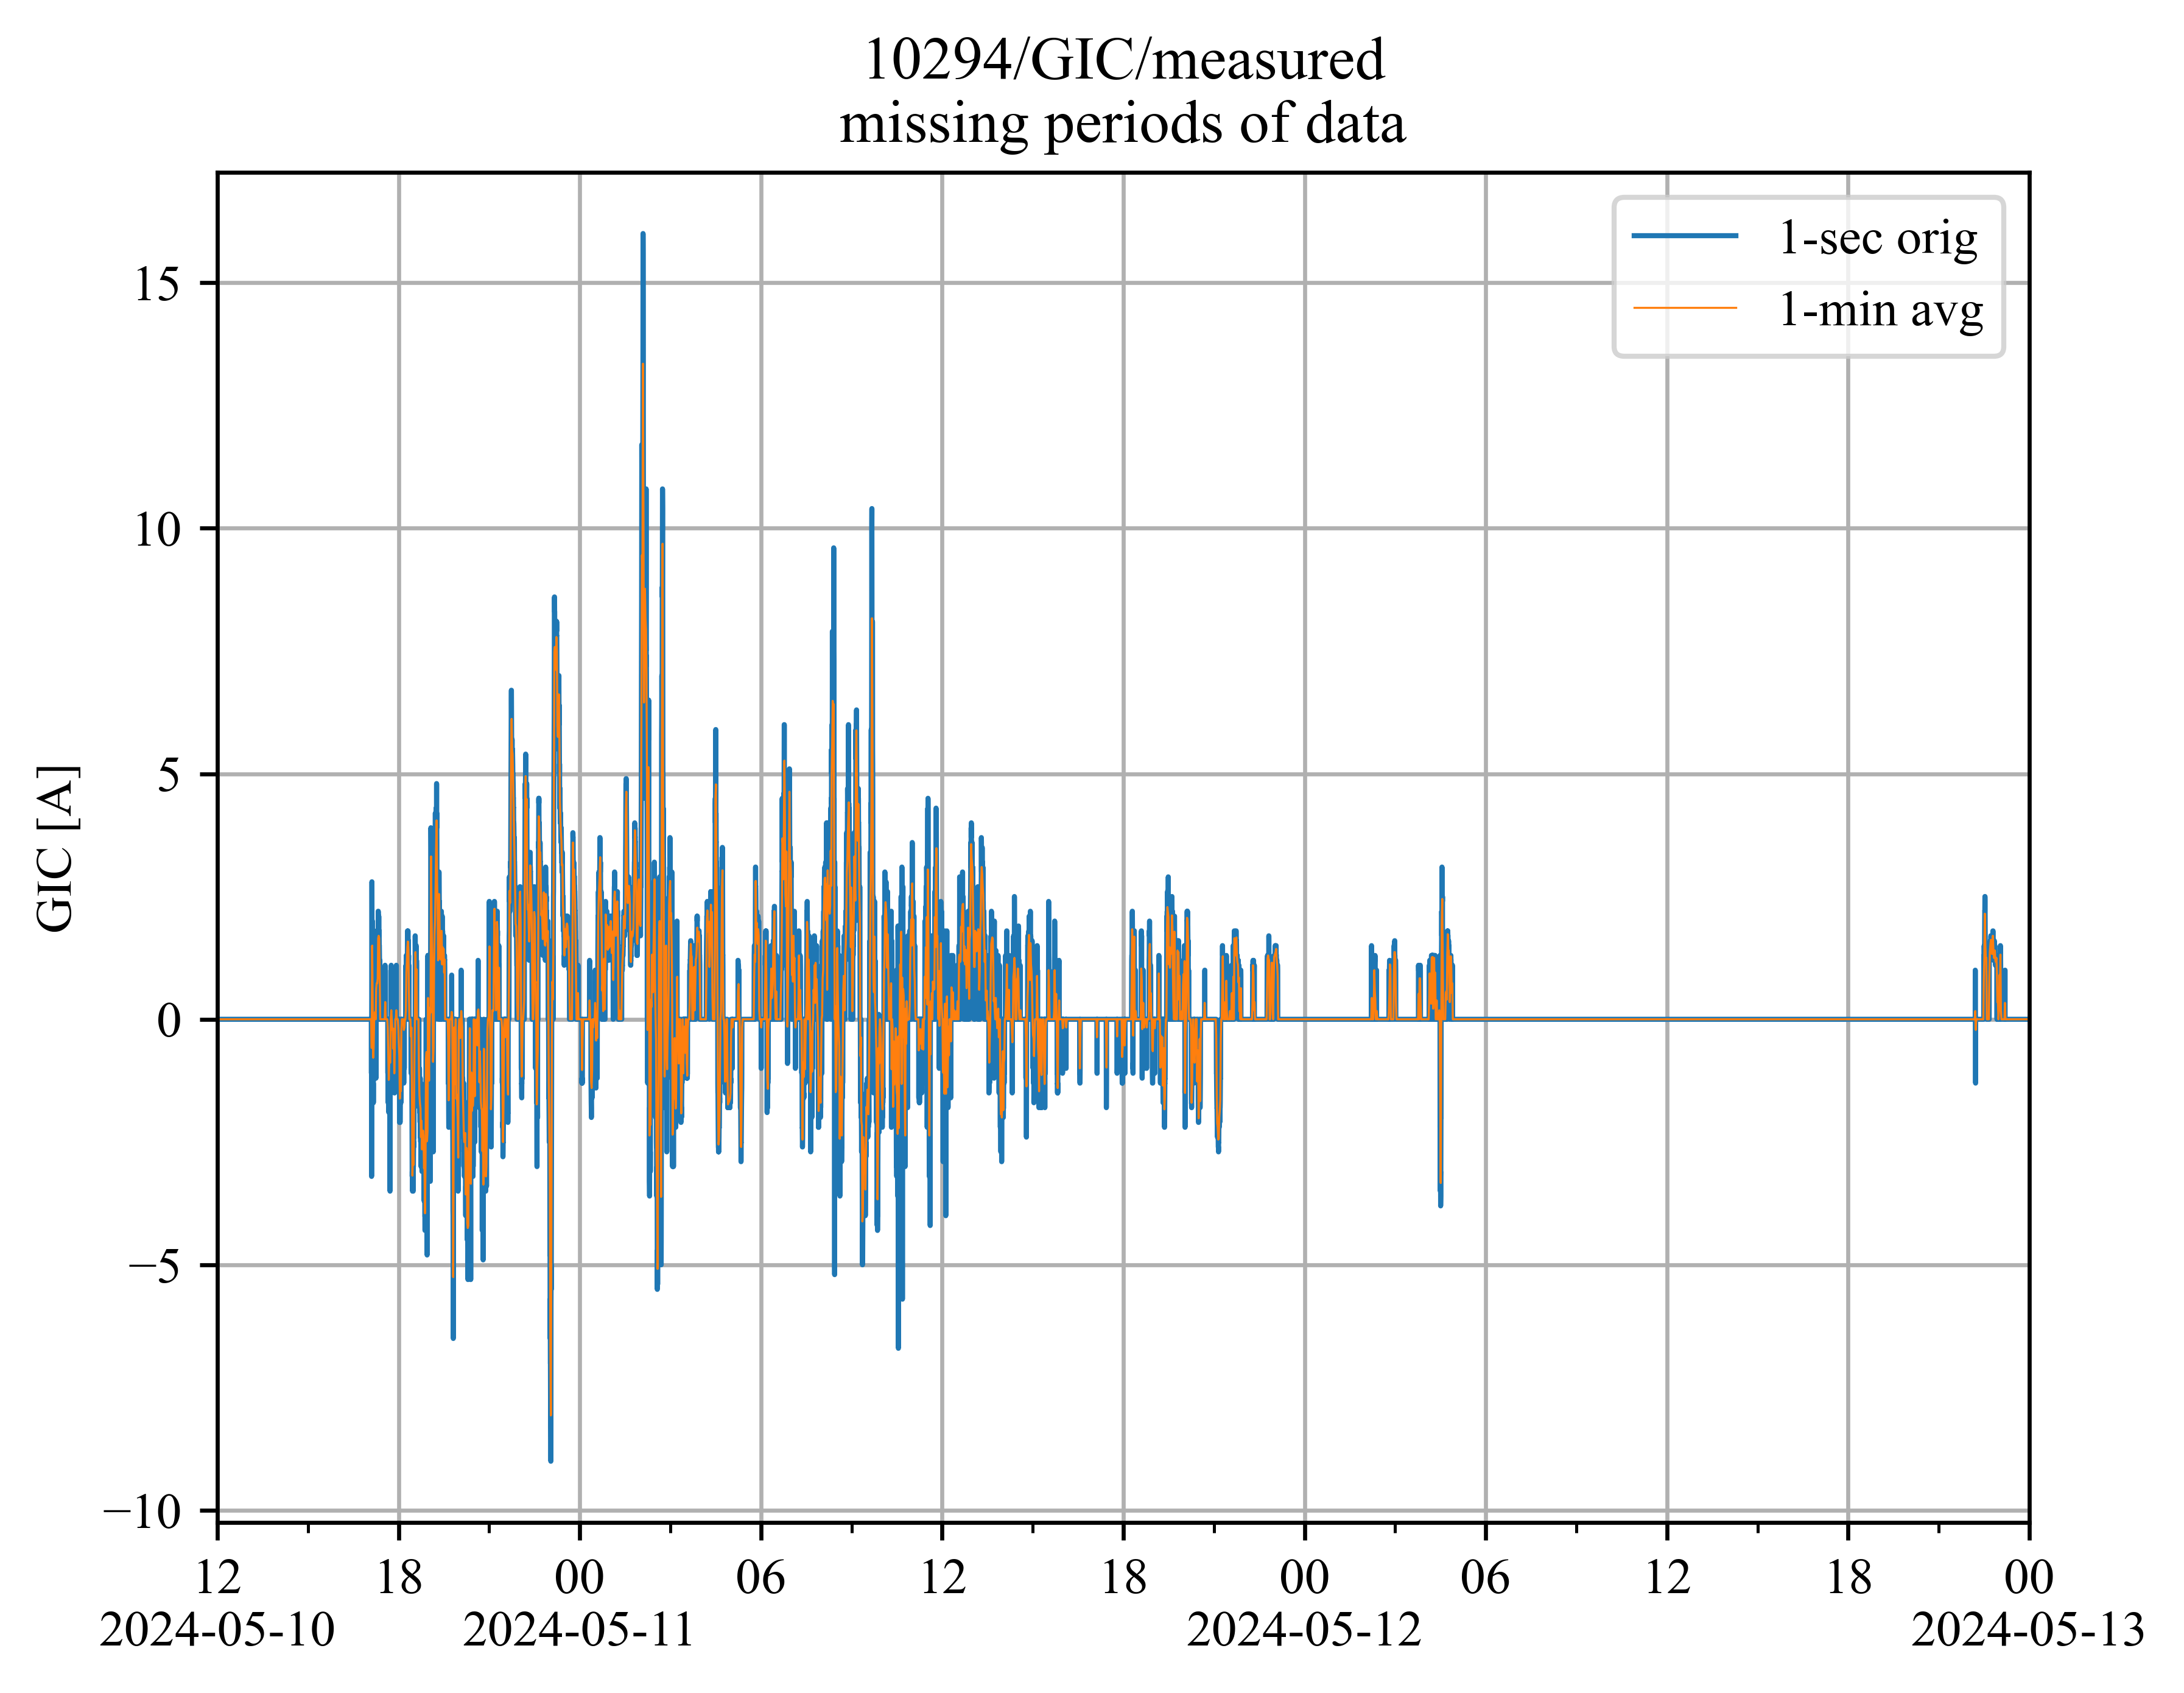 10294/GIC/measured
missing periods of data
1-sec orig
1-min avg
GIC [A]
15
10
5
0
−5
−10
12 18 00 06 12 18 00 06 12 18 00
2024-05-10 2024-05-11 2024-05-12 2024-05-13